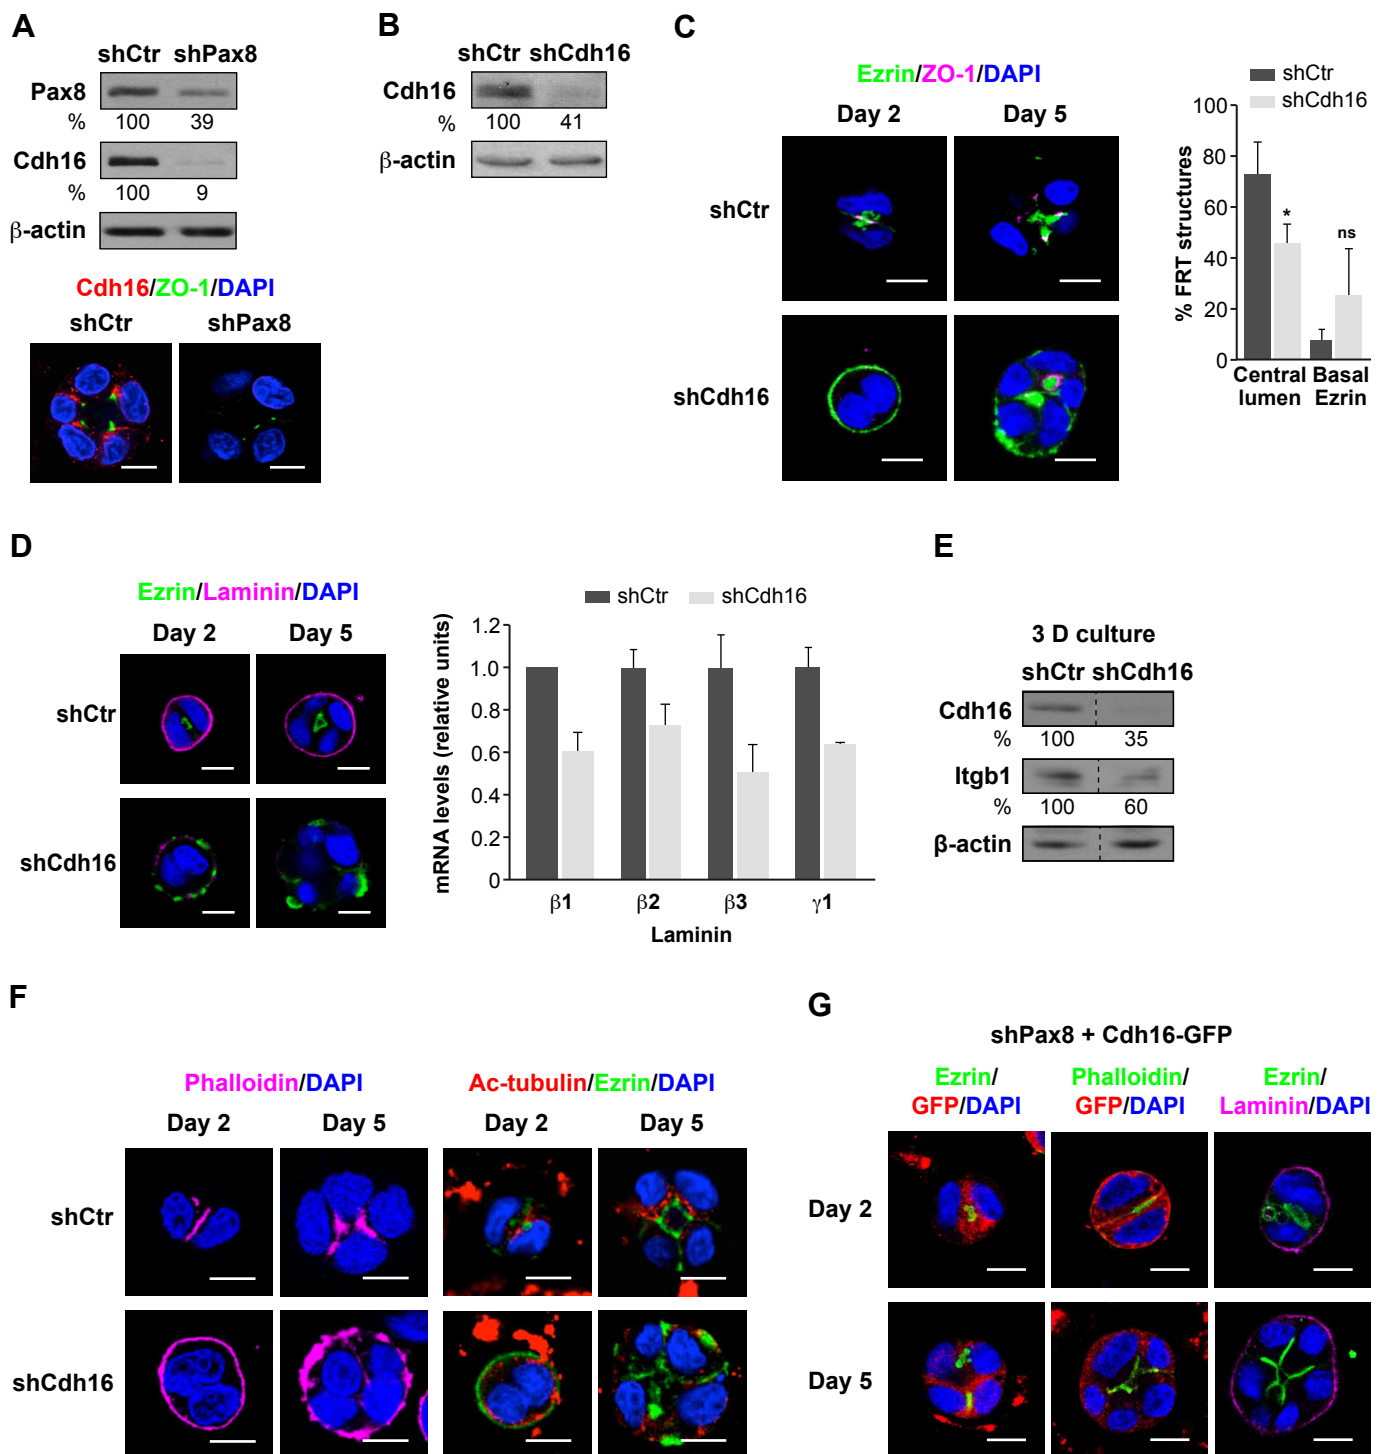 A
shCtr shPax8
Pax8
% 100 39
Cdh16
% 100 9
β-actin
Cdh16/ZO-1/DAPI
shCtr shPax8
B
shCtr shCdh16
Cdh16
% 100 41
β-actin
C
Ezrin/ZO-1/DAPI
Day 2 Day 5
shCtr
shCdh16
shCtr
shCdh16
% FRT structures
100
80
60
40
20
0
*
ns
Central lumen
Basal Ezrin
D
Ezrin/Laminin/DAPI
Day 2 Day 5
shCtr
shCdh16
shCtr shCdh16
mRNA levels (relative units)
1.2
1.0
0.8
0.6
0.4
0.2
0
β1 β2 β3 γ1
Laminin
E
3 D culture
shCtr shCdh16
Cdh16
% 100 35
Itgb1
% 100 60
β-actin
F
Phalloidin/DAPI
Day 2 Day 5
Ac-tubulin/Ezrin/DAPI
Day 2 Day 5
shCtr
shCdh16
G
shPax8 + Cdh16-GFP
Ezrin/
GFP/DAPI
Phalloidin/
GFP/DAPI
Ezrin/
Laminin/DAPI
Day 2
Day 5